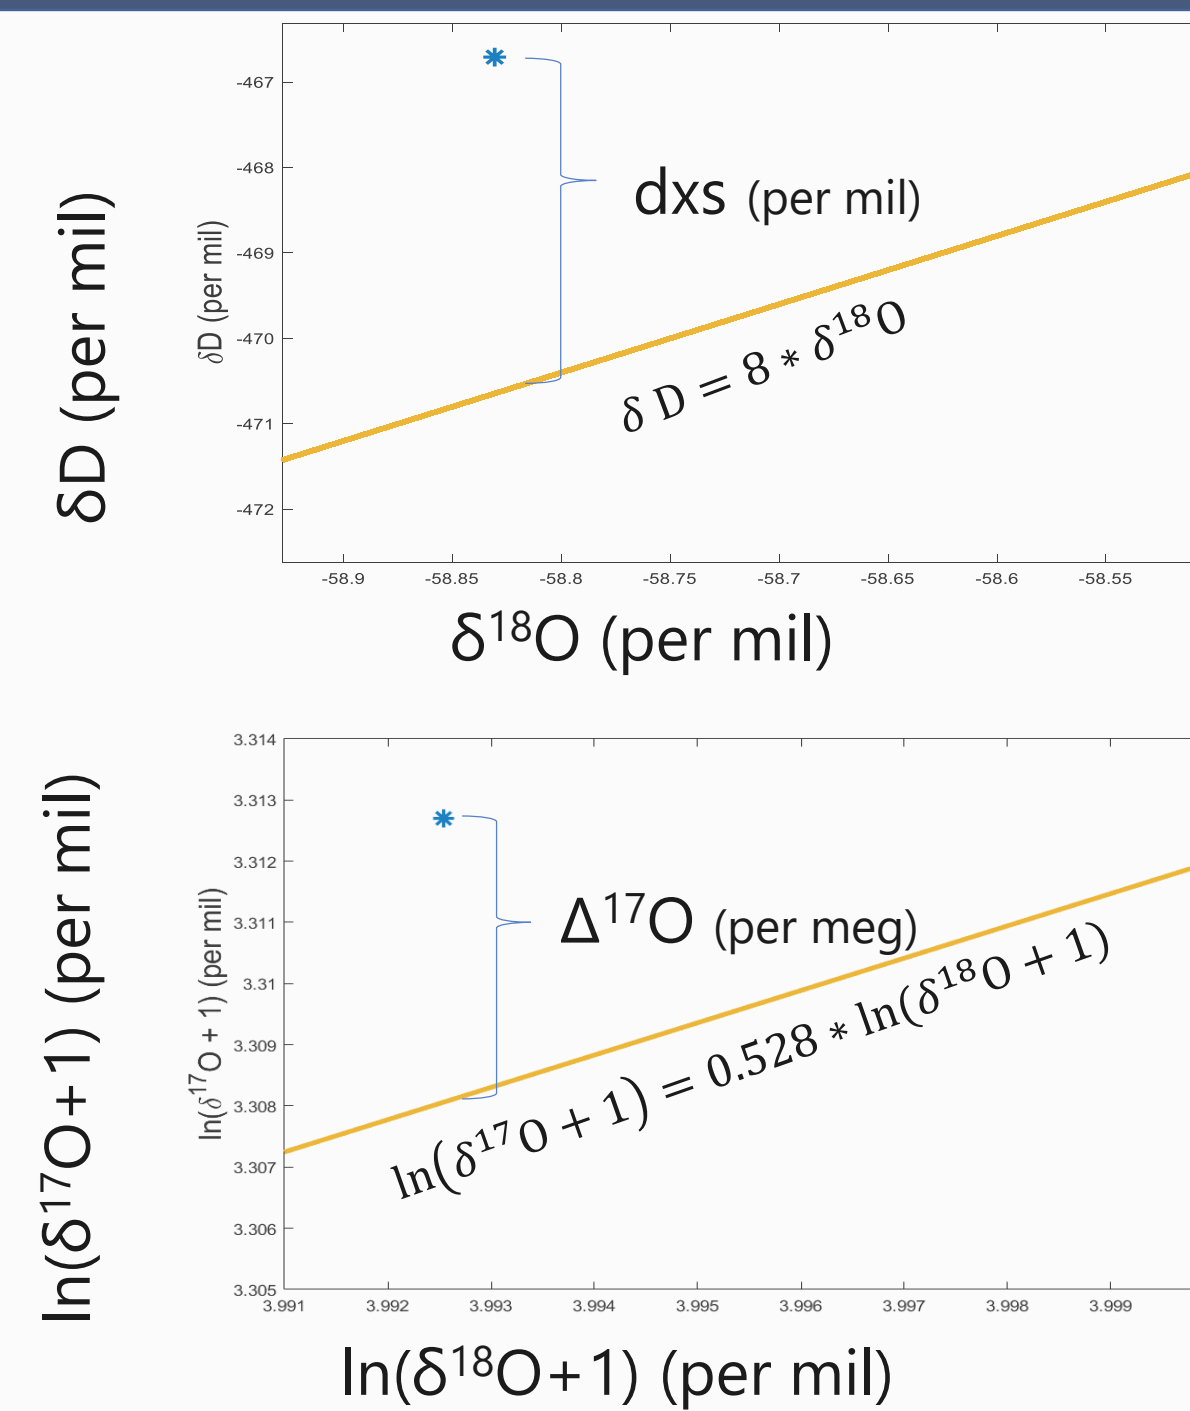 δD (per mil)
δD (per mil)
-467
-468
-469
-470
-471
-472
dxs (per mil)
δ D = 8 * δ¹⁸O
-58.9 -58.85 -58.8 -58.75 -58.7 -58.65 -58.6 -58.55
δ¹⁸O (per mil)
ln(δ¹⁷O+1) (per mil)
ln(δ¹⁷O + 1) (per mil)
3.314
3.313
3.312
3.311
3.31
3.309
3.308
3.307
3.306
3.305
Δ¹⁷O (per meg)
ln(δ¹⁷O + 1) = 0.528 * ln(δ¹⁸O + 1)
3.991 3.992 3.993 3.994 3.995 3.996 3.997 3.998 3.999
ln(δ¹⁸O+1) (per mil)